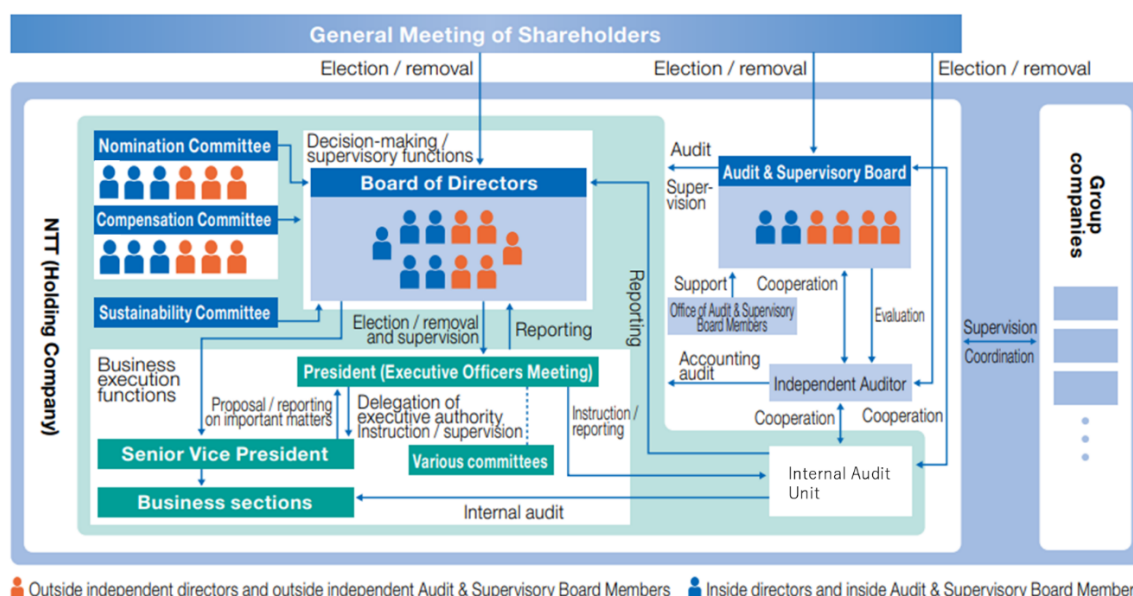 General Meeting of Shareholders
Election / removal
Election / removal
Election / removal
NTT (Holding Company)
Nomination Committee
Compensation Committee
Sustainability Committee
Decision-making /
supervisory functions
Board of Directors
Audit
Super-
vision
Audit & Supervisory Board
Support
Cooperation
Office of Audit & Supervisory
Board Members
Evaluation
Reporting
Election / removal
and supervision
Reporting
Business
execution
functions
President (Executive Officers Meeting)
Accounting
audit
Independent Auditor
Proposal / reporting
on important matters
Delegation of
executive authority
Instruction / supervision
Instruction /
reporting
Cooperation
Cooperation
Senior Vice President
Various committees
Internal Audit
Unit
Business sections
Internal audit
Supervision
Coordination
Group
companies
Outside independent directors and outside independent Audit & Supervisory Board Members
Inside directors and inside Audit & Supervisory Board Member